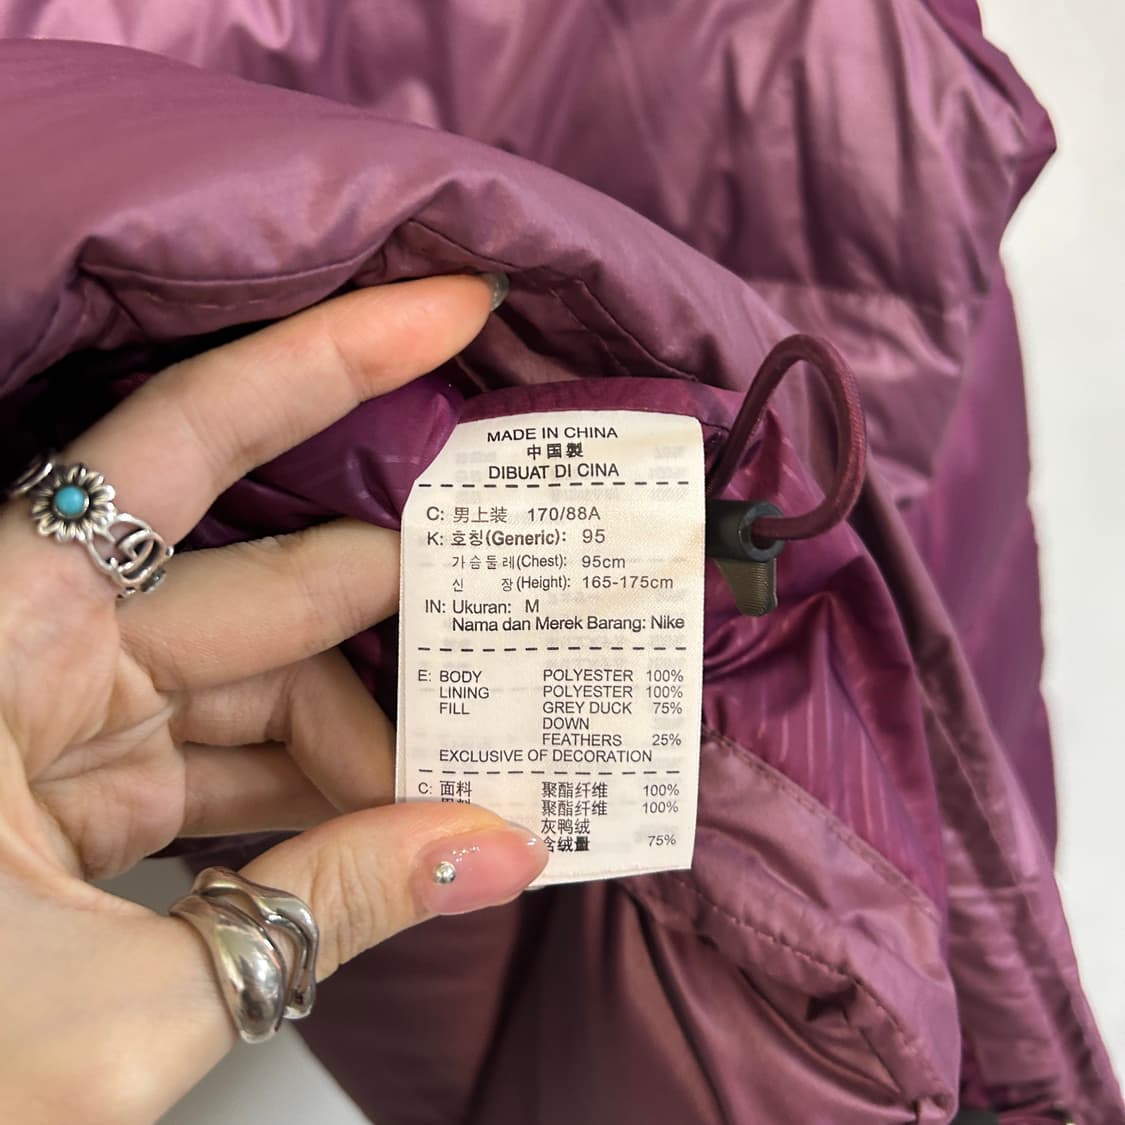 MADE IN CHINA
中国製
DIBUAT DI CINA
C: 男上装 170/88A
K: 호칭(Generic): 95
가슴둘레(Chest): 95cm
신 장(Height): 165-175cm
IN: Ukuran: M
Nama dan Merek Barang: Nike
E: BODY POLYESTER 100%
LINING POLYESTER 100%
FILL GREY DUCK 75%
DOWN
FEATHERS 25%
EXCLUSIVE OF DECORATION
C: 面料 聚酯纤维 100%
聚酯纤维 100%
灰鸭绒
含绒量 75%